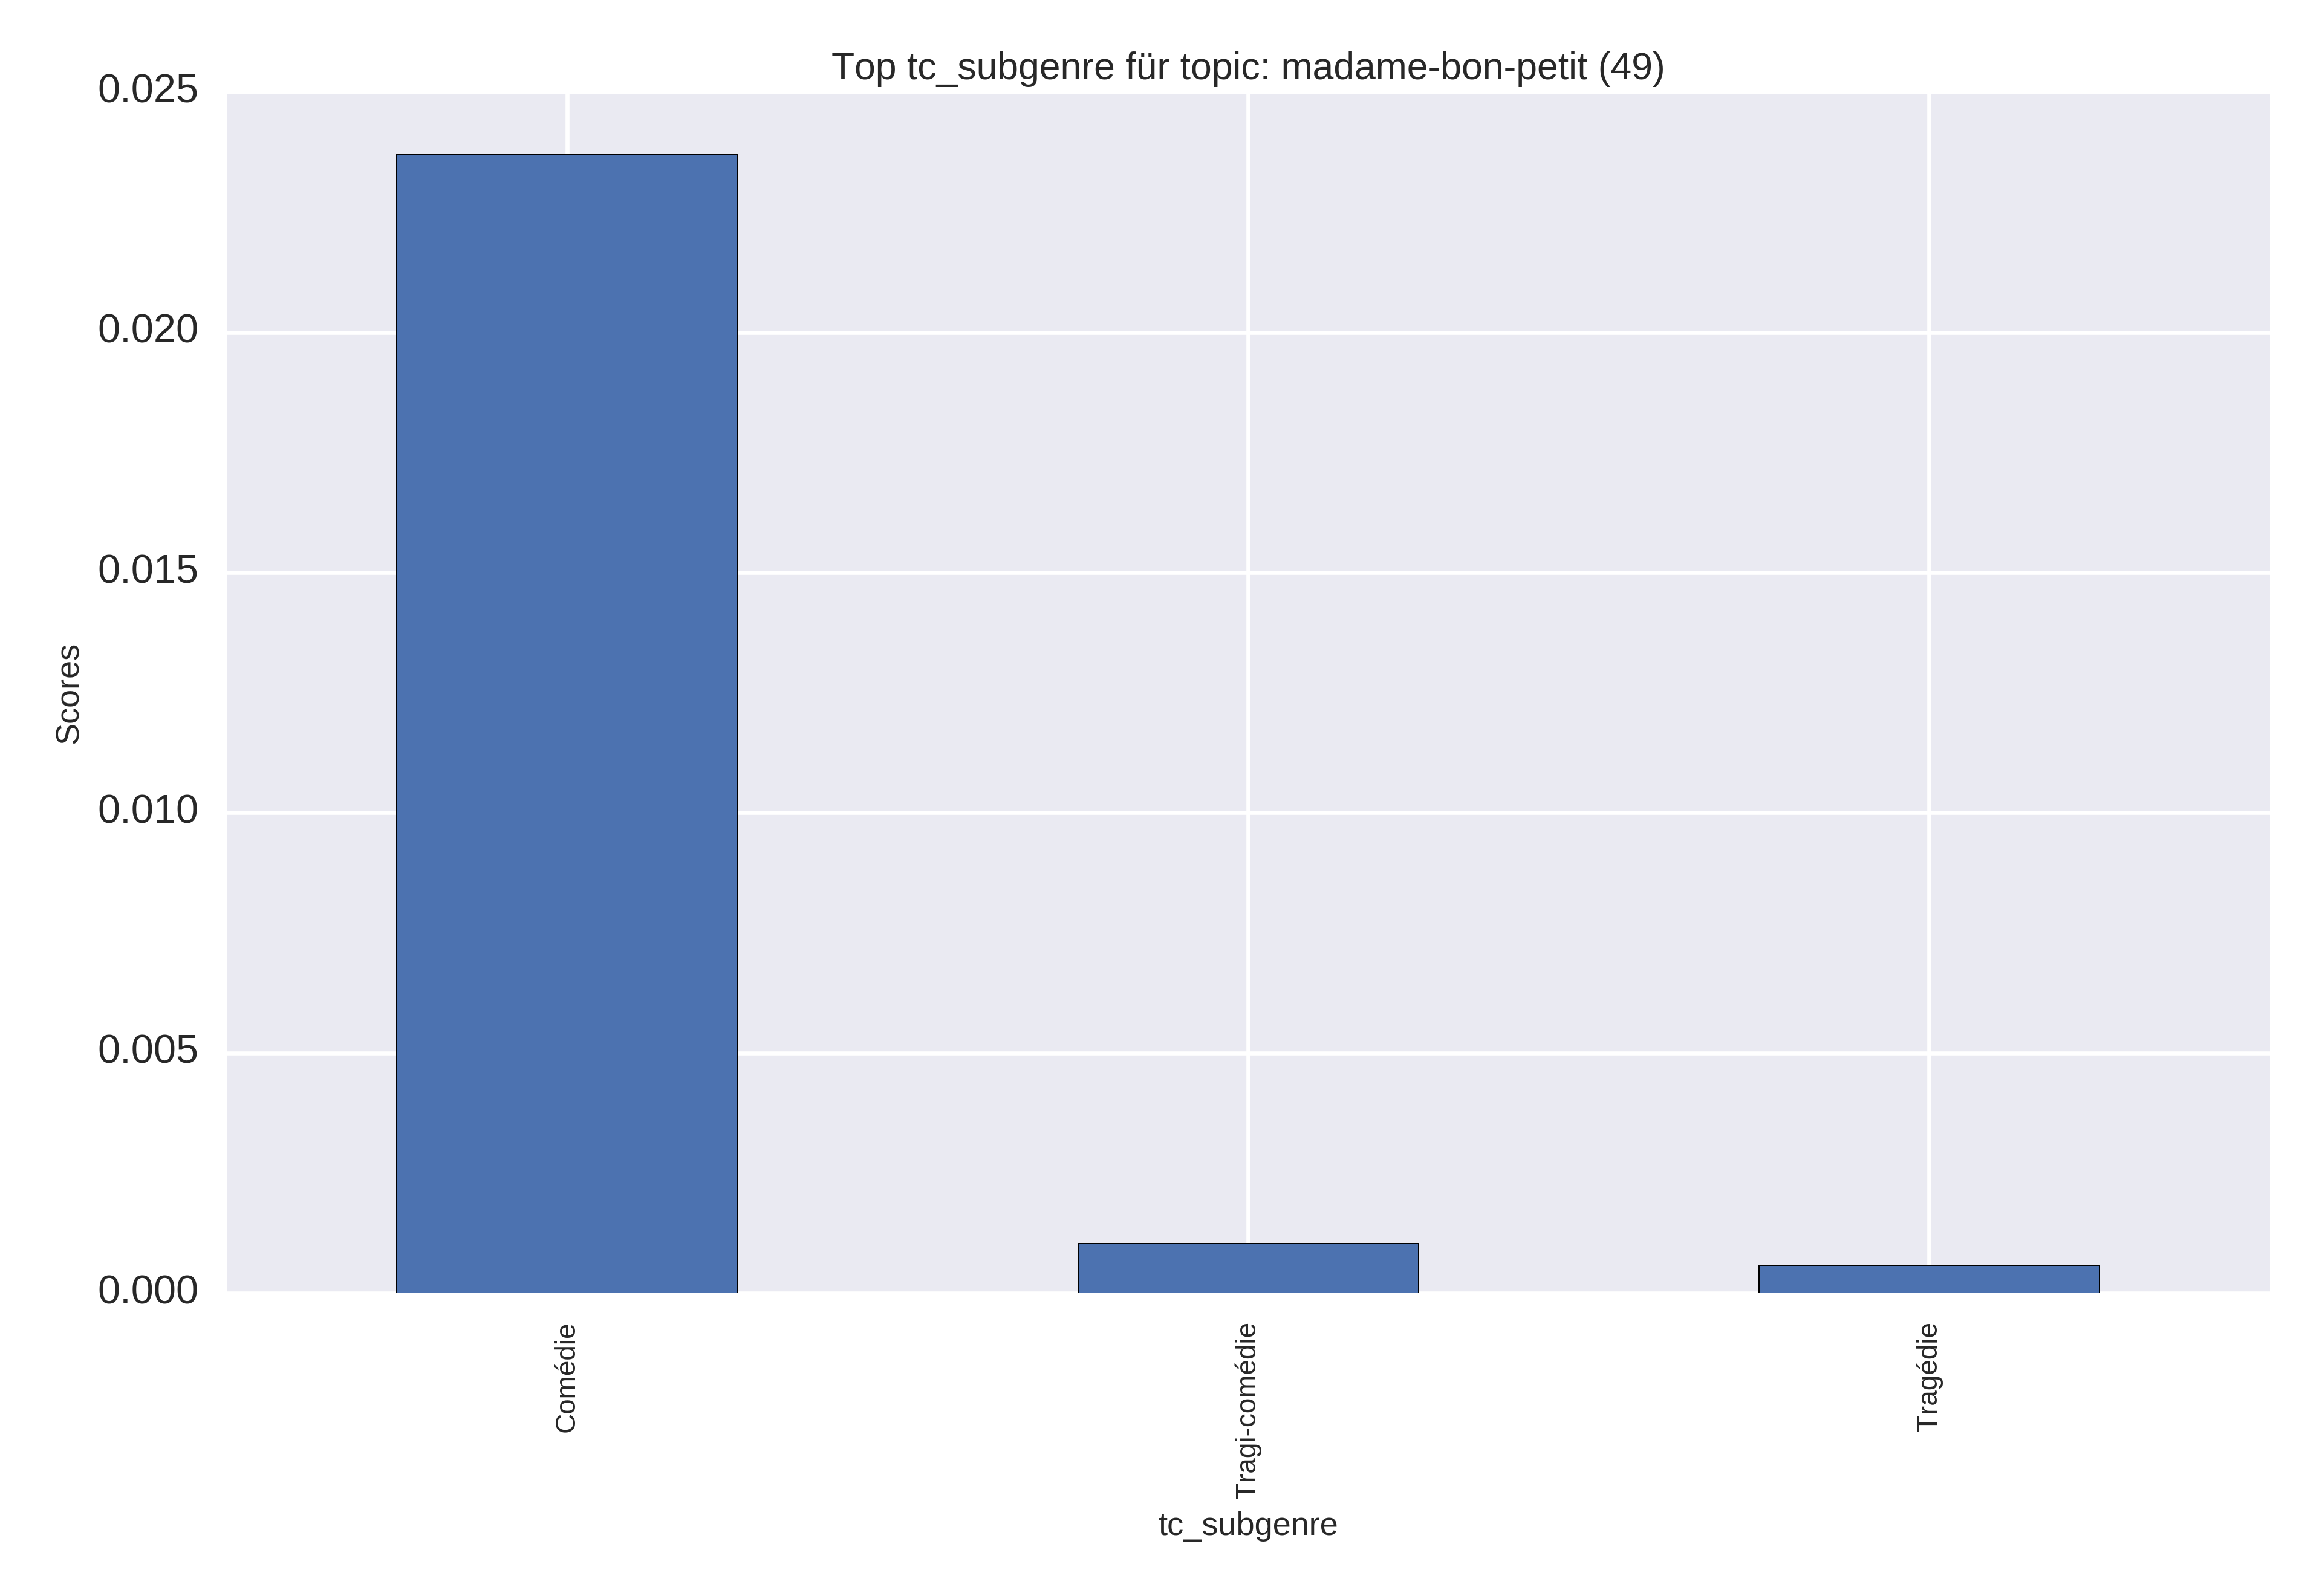 Top tc_subgenre für topic: madame-bon-petit (49)
0.025
0.020
0.015
0.010
0.005
0.000
Scores
Comédie
Tragi-comédie
Tragédie
tc_subgenre